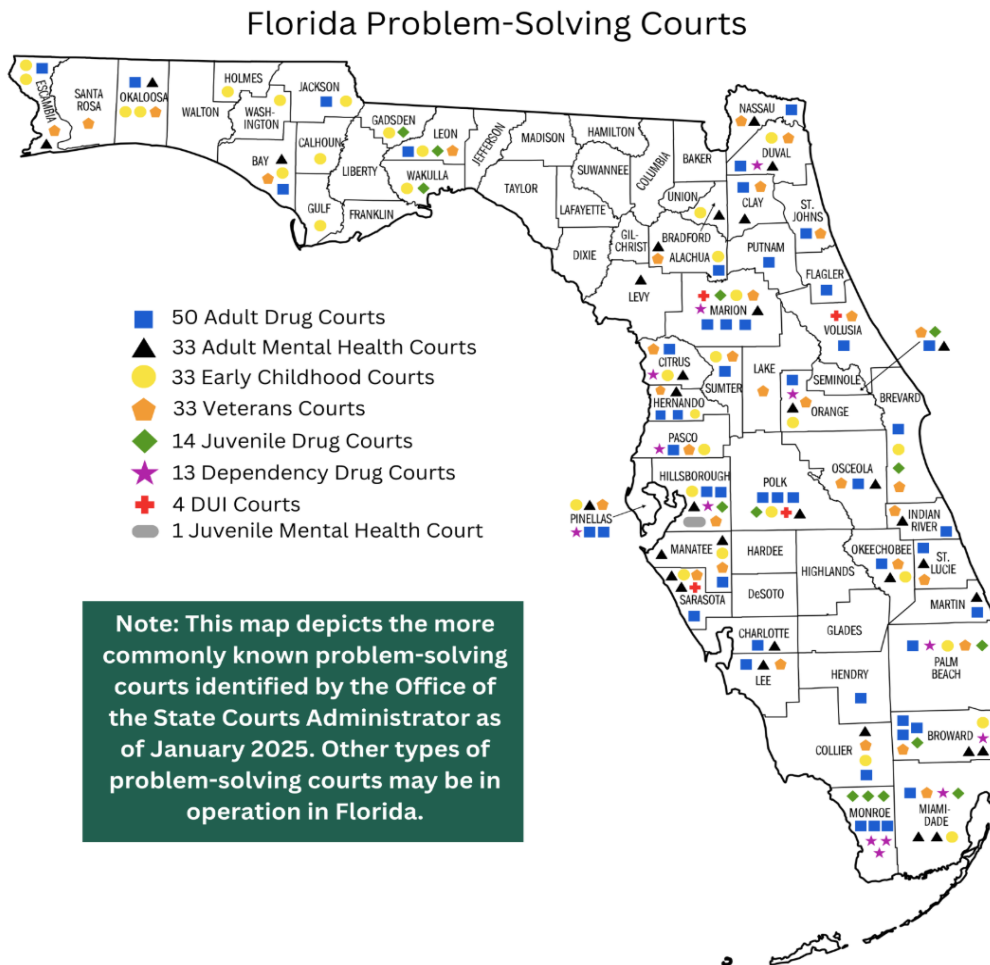 Florida Problem-Solving Courts
ESCAMBIA
SANTA
ROSA
OKALOOSA
WALTON
HOLMES
WASH-
INGTON
JACKSON
BAY
CALHOUN
GULF
GADSDEN
LIBERTY
FRANKLIN
LEON
WAKULLA
JEFFERSON
MADISON
TAYLOR
HAMILTON
SUWANNEE
LAFAYETTE
DIXIE
COLUMBIA
GIL-
CHRIST
BAKER
UNION
BRADFORD
ALACHUA
LEVY
NASSAU
DUVAL
CLAY
ST.
JOHNS
PUTNAM
FLAGLER
MARION
VOLUSIA
CITRUS
SUMTER
LAKE
SEMINOLE
ORANGE
BREVARD
HERNANDO
PASCO
HILLSBOROUGH
PINELLAS
POLK
OSCEOLA
INDIAN
RIVER
MANATEE
HARDEE
HIGHLANDS
OKEECHOBEE
ST.
LUCIE
SARASOTA
DeSOTO
MARTIN
CHARLOTTE
GLADES
LEE
HENDRY
PALM
BEACH
COLLIER
BROWARD
MONROE
MIAMI-
DADE
50 Adult Drug Courts
33 Adult Mental Health Courts
33 Early Childhood Courts
33 Veterans Courts
14 Juvenile Drug Courts
13 Dependency Drug Courts
4 DUI Courts
1 Juvenile Mental Health Court
Note: This map depicts the more
commonly known problem-solving
courts identified by the Office of
the State Courts Administrator as
of January 2025. Other types of
problem-solving courts may be in
operation in Florida.